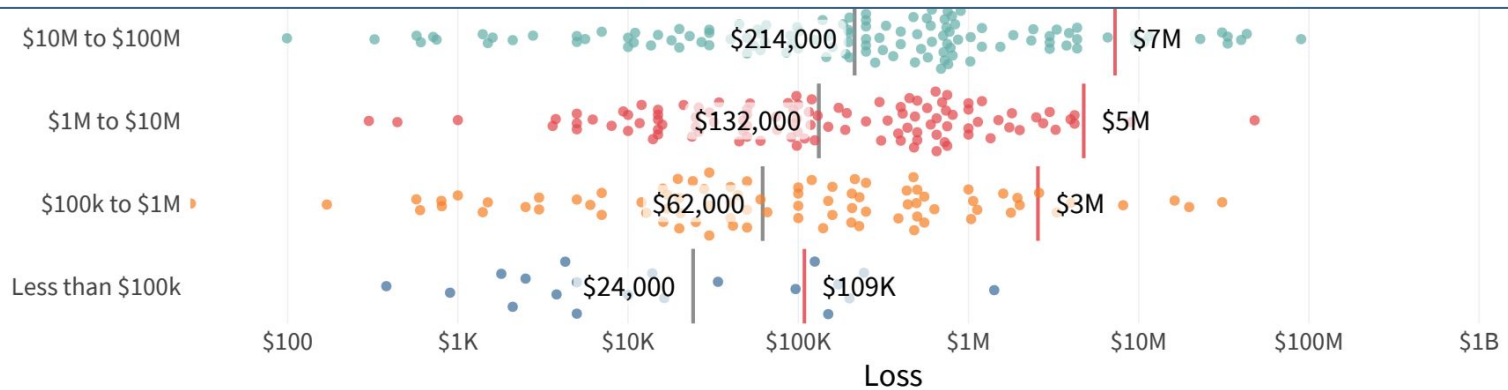 $10M to $100M $214,000 $7M
$1M to $10M $132,000 $5M
$100k to $1M $62,000 $3M
Less than $100k $24,000 $109K
$100 $1K $10K $100K $1M $10M $100M $1B
Loss